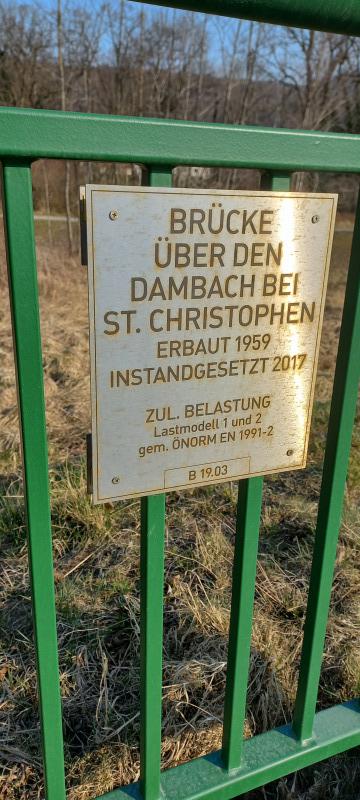 BRÜCKE
ÜBER DEN
DAMBACH BEI
ST. CHRISTOPHEN
ERBAUT 1959
INSTANDGESETZT 2017
ZUL. BELASTUNG
Lastmodell 1 und 2
gem. ÖNORM EN 1991-2
B 19.03